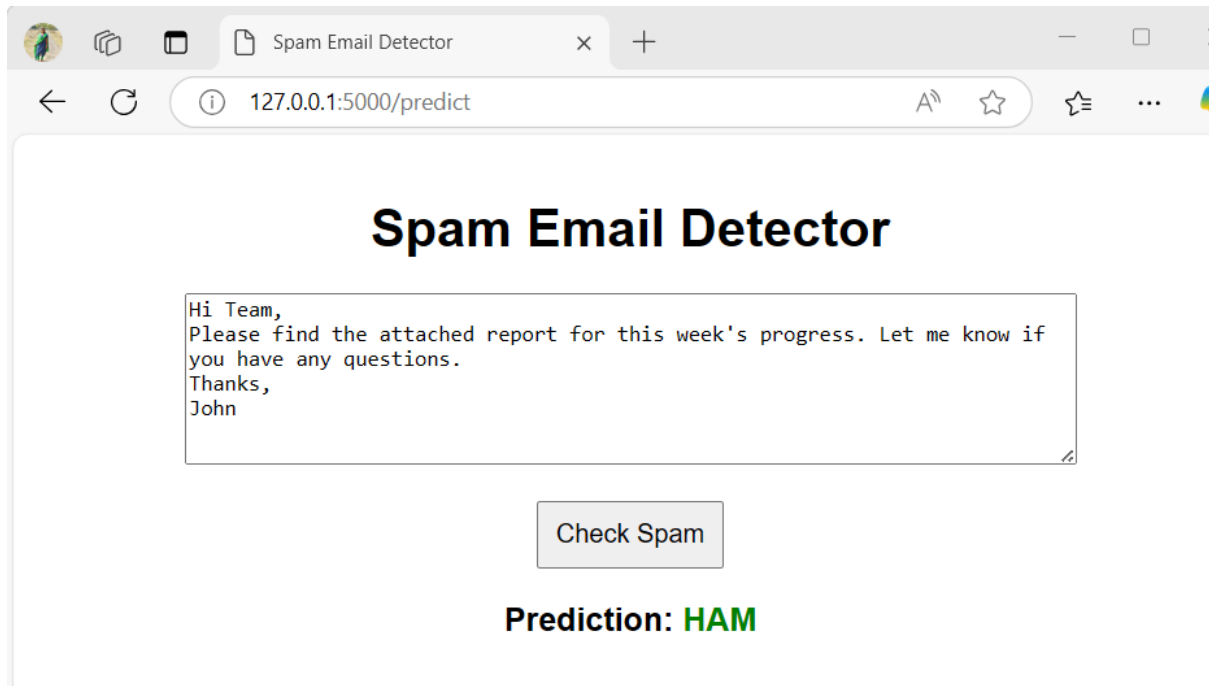 Spam Email Detector
127.0.0.1:5000/predict
Spam Email Detector
Hi Team,
Please find the attached report for this week's progress. Let me know if
you have any questions.
Thanks,
John
Check Spam
Prediction: HAM